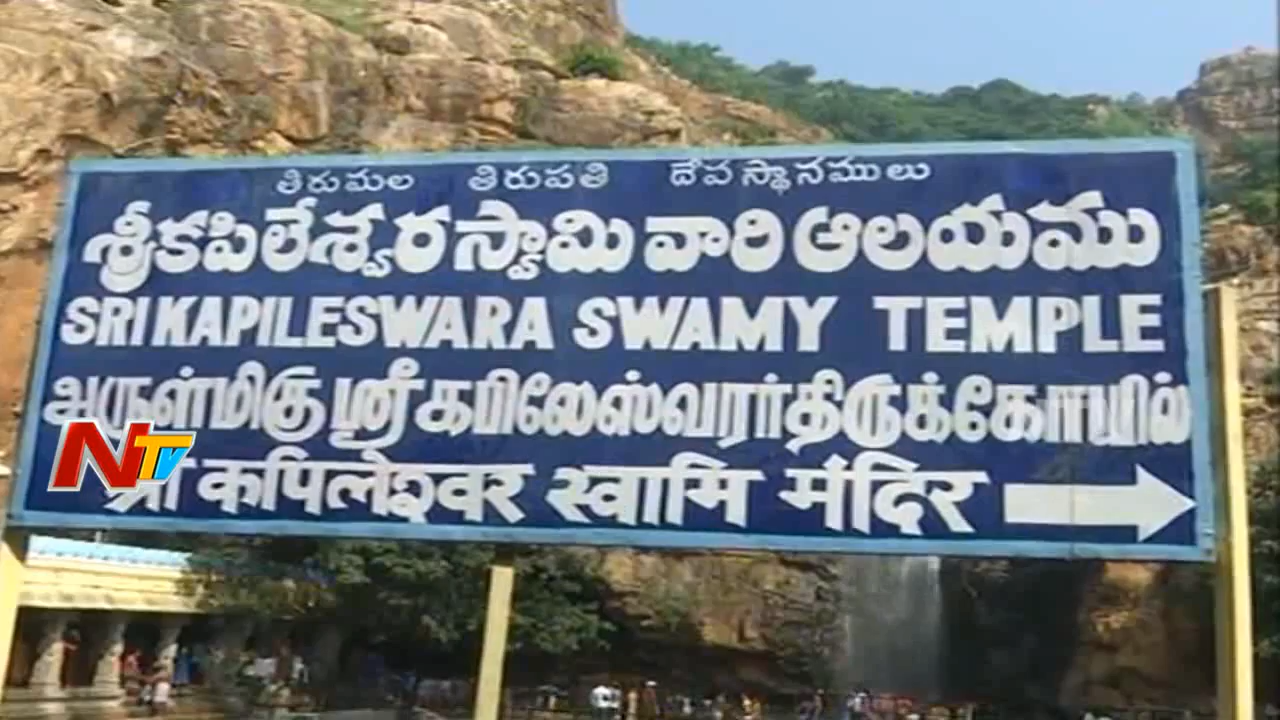 తిరుమల తిరుపతి దేవస్థానములు
శ్రీకపిలేశ్వరస్వామి వారి ఆలయము
SRI KAPILESWARA SWAMY TEMPLE
அருள்மிகு ஸ்ரீ கபிலேஸ்வரர் திருக்கோயில்
श्री कपिलेश्वर स्वामि मंदिर
NTV